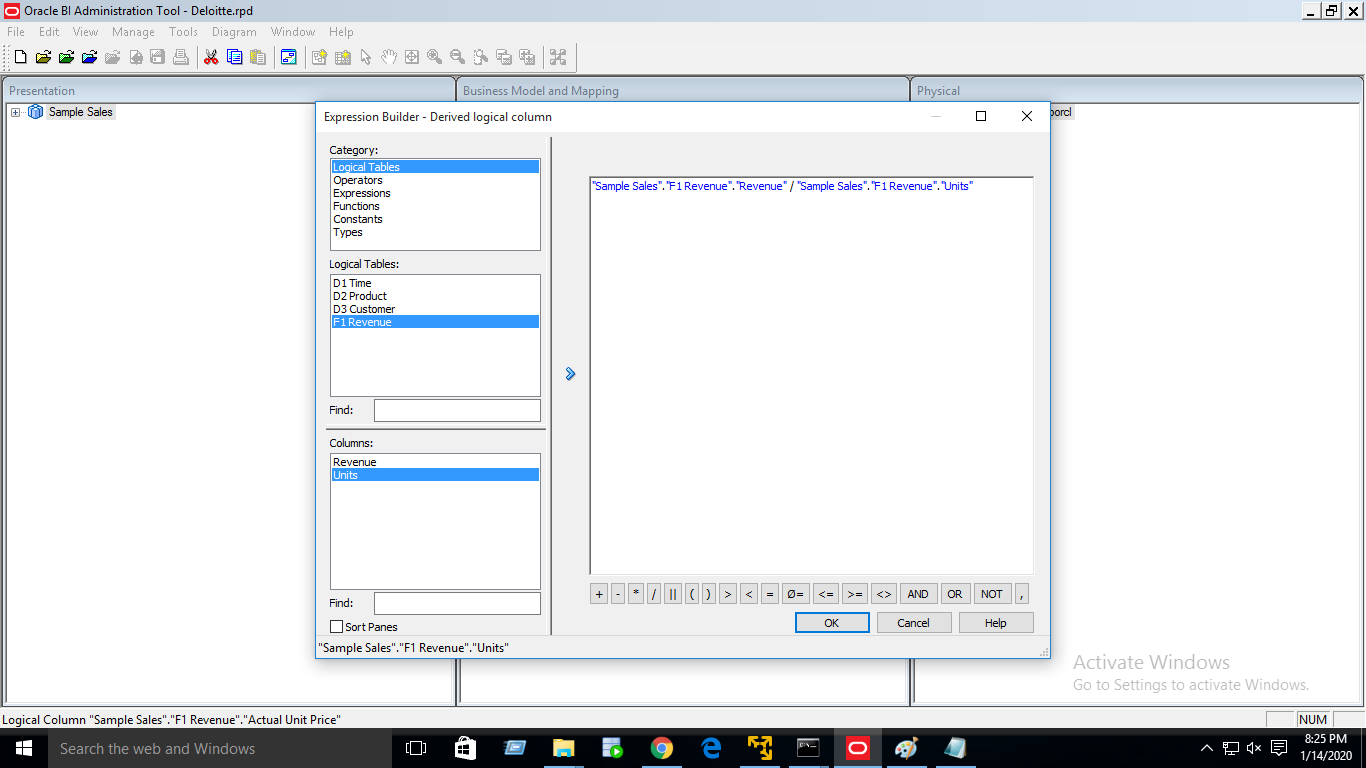 Oracle BI Administration Tool - Deloitte.rpd
File Edit View Manage Tools Diagram Window Help
Presentation
Business Model and Mapping
Physical
Sample Sales
orcl
Expression Builder - Derived logical column
Category:
Logical Tables
Operators
Expressions
Functions
Constants
Types
Logical Tables:
D1 Time
D2 Product
D3 Customer
F1 Revenue
Find:
Columns:
Revenue
Units
Find:
Sort Panes
"Sample Sales"."F1 Revenue"."Revenue" / "Sample Sales"."F1 Revenue"."Units"
+ - * / || ( ) > < = Ø= <= >= <> AND OR NOT ,
OK Cancel Help
"Sample Sales"."F1 Revenue"."Units"
Activate Windows
Go to Settings to activate Windows.
Logical Column "Sample Sales"."F1 Revenue"."Actual Unit Price"
NUM
Search the web and Windows
8:25 PM
1/14/2020